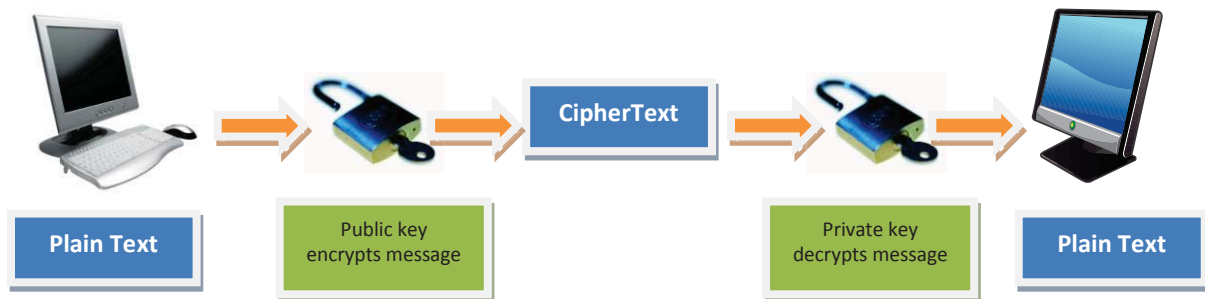 CipherText
Plain Text
Public key
encrypts message
Private key
decrypts message
Plain Text